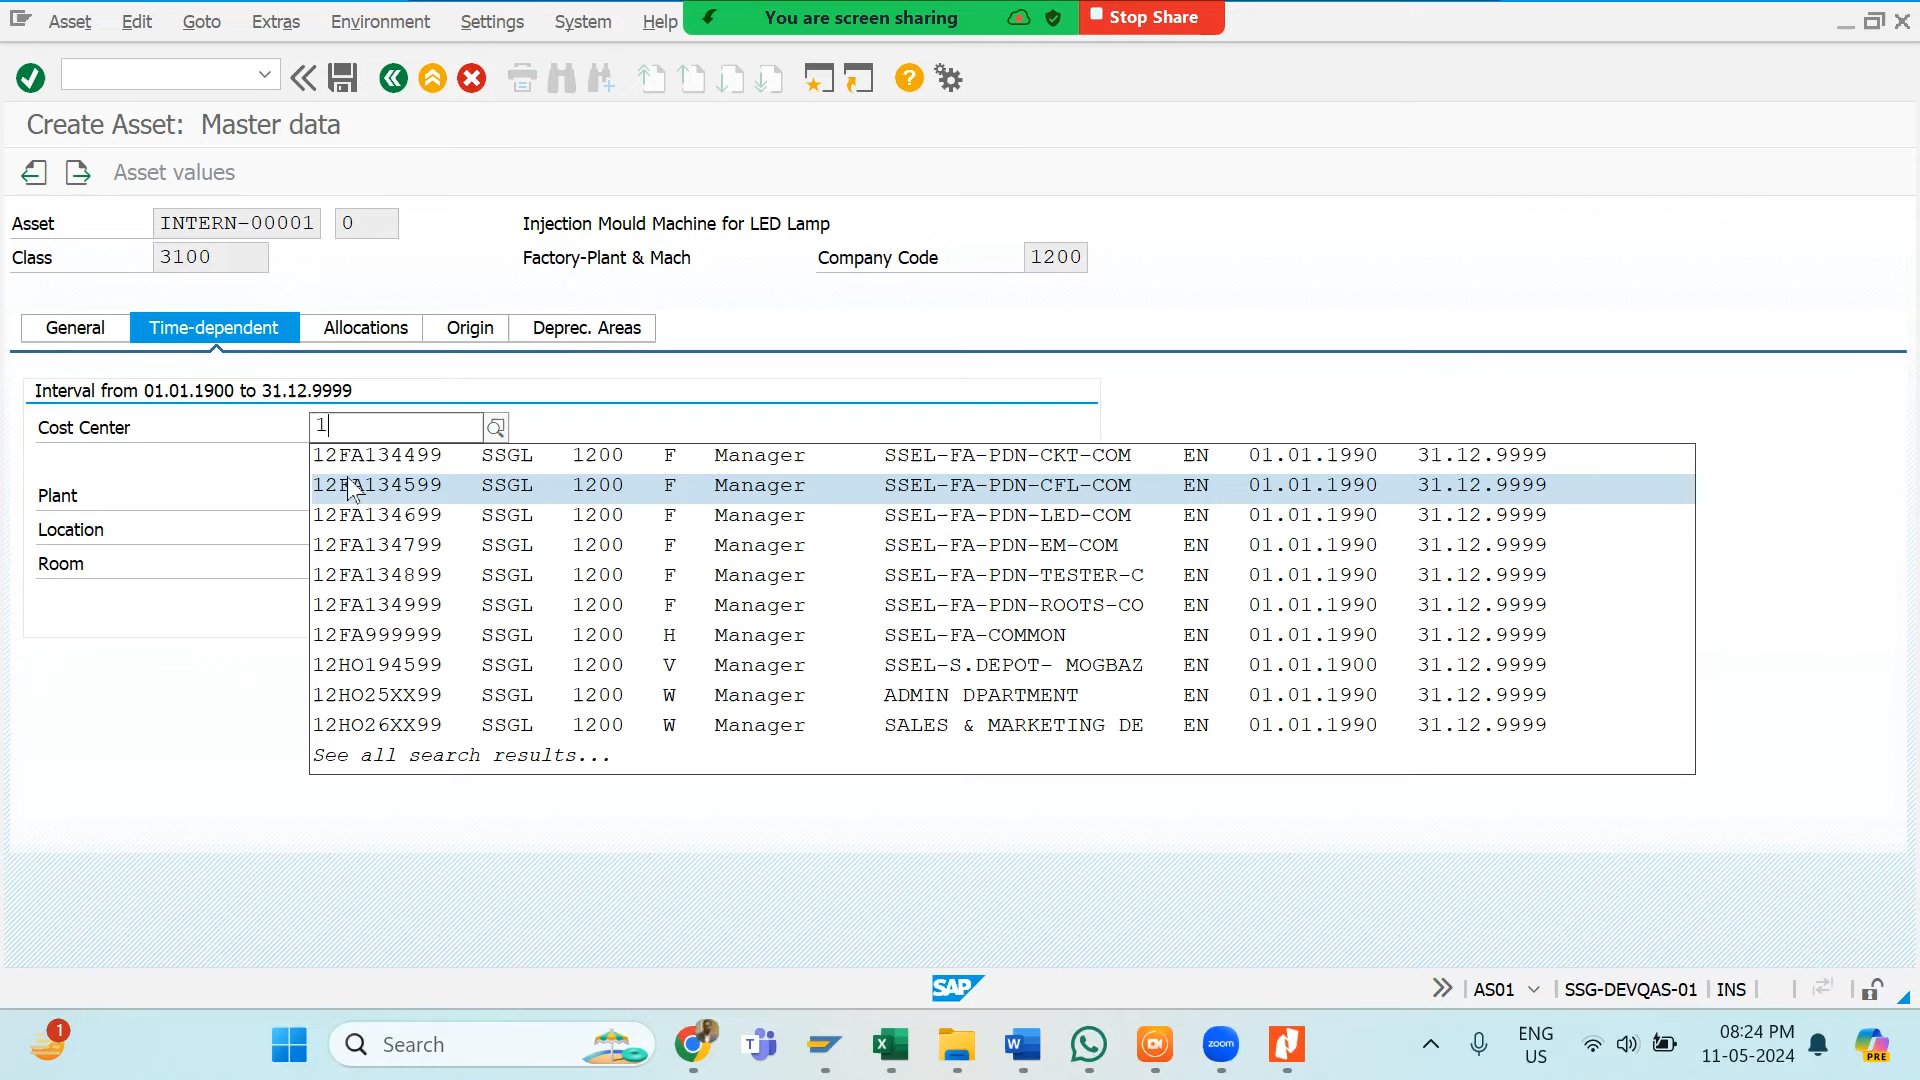 Asset Edit Goto Extras Environment Settings System Help You are screen sharing Stop Share
Create Asset: Master data
Asset values
Asset INTERN-00001 0 Injection Mould Machine for LED Lamp
Class 3100 Factory-Plant & Mach Company Code 1200
General Time-dependent Allocations Origin Deprec. Areas
Interval from 01.01.1900 to 31.12.9999
Cost Center 1
12FA134499 SSGL 1200 F Manager SSEL-FA-PDN-CKT-COM EN 01.01.1990 31.12.9999
12FA134599 SSGL 1200 F Manager SSEL-FA-PDN-CFL-COM EN 01.01.1990 31.12.9999
Plant
12FA134699 SSGL 1200 F Manager SSEL-FA-PDN-LED-COM EN 01.01.1990 31.12.9999
Location
12FA134799 SSGL 1200 F Manager SSEL-FA-PDN-EM-COM EN 01.01.1990 31.12.9999
Room
12FA134899 SSGL 1200 F Manager SSEL-FA-PDN-TESTER-C EN 01.01.1990 31.12.9999
12FA134999 SSGL 1200 F Manager SSEL-FA-PDN-ROOTS-CO EN 01.01.1990 31.12.9999
12FA999999 SSGL 1200 H Manager SSEL-FA-COMMON EN 01.01.1990 31.12.9999
12HO194599 SSGL 1200 V Manager SSEL-S.DEPOT- MOGBAZ EN 01.01.1900 31.12.9999
12HO25XX99 SSGL 1200 W Manager ADMIN DPARTMENT EN 01.01.1990 31.12.9999
12HO26XX99 SSGL 1200 W Manager SALES & MARKETING DE EN 01.01.1990 31.12.9999
See all search results...
SAP AS01 SSG-DEVQAS-01 INS
1 Search zoom ENG US 08:24 PM 11-05-2024 PRE